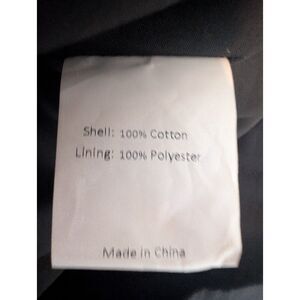 Shell: 100% Cotton
Lining: 100% Polyester
Made in China